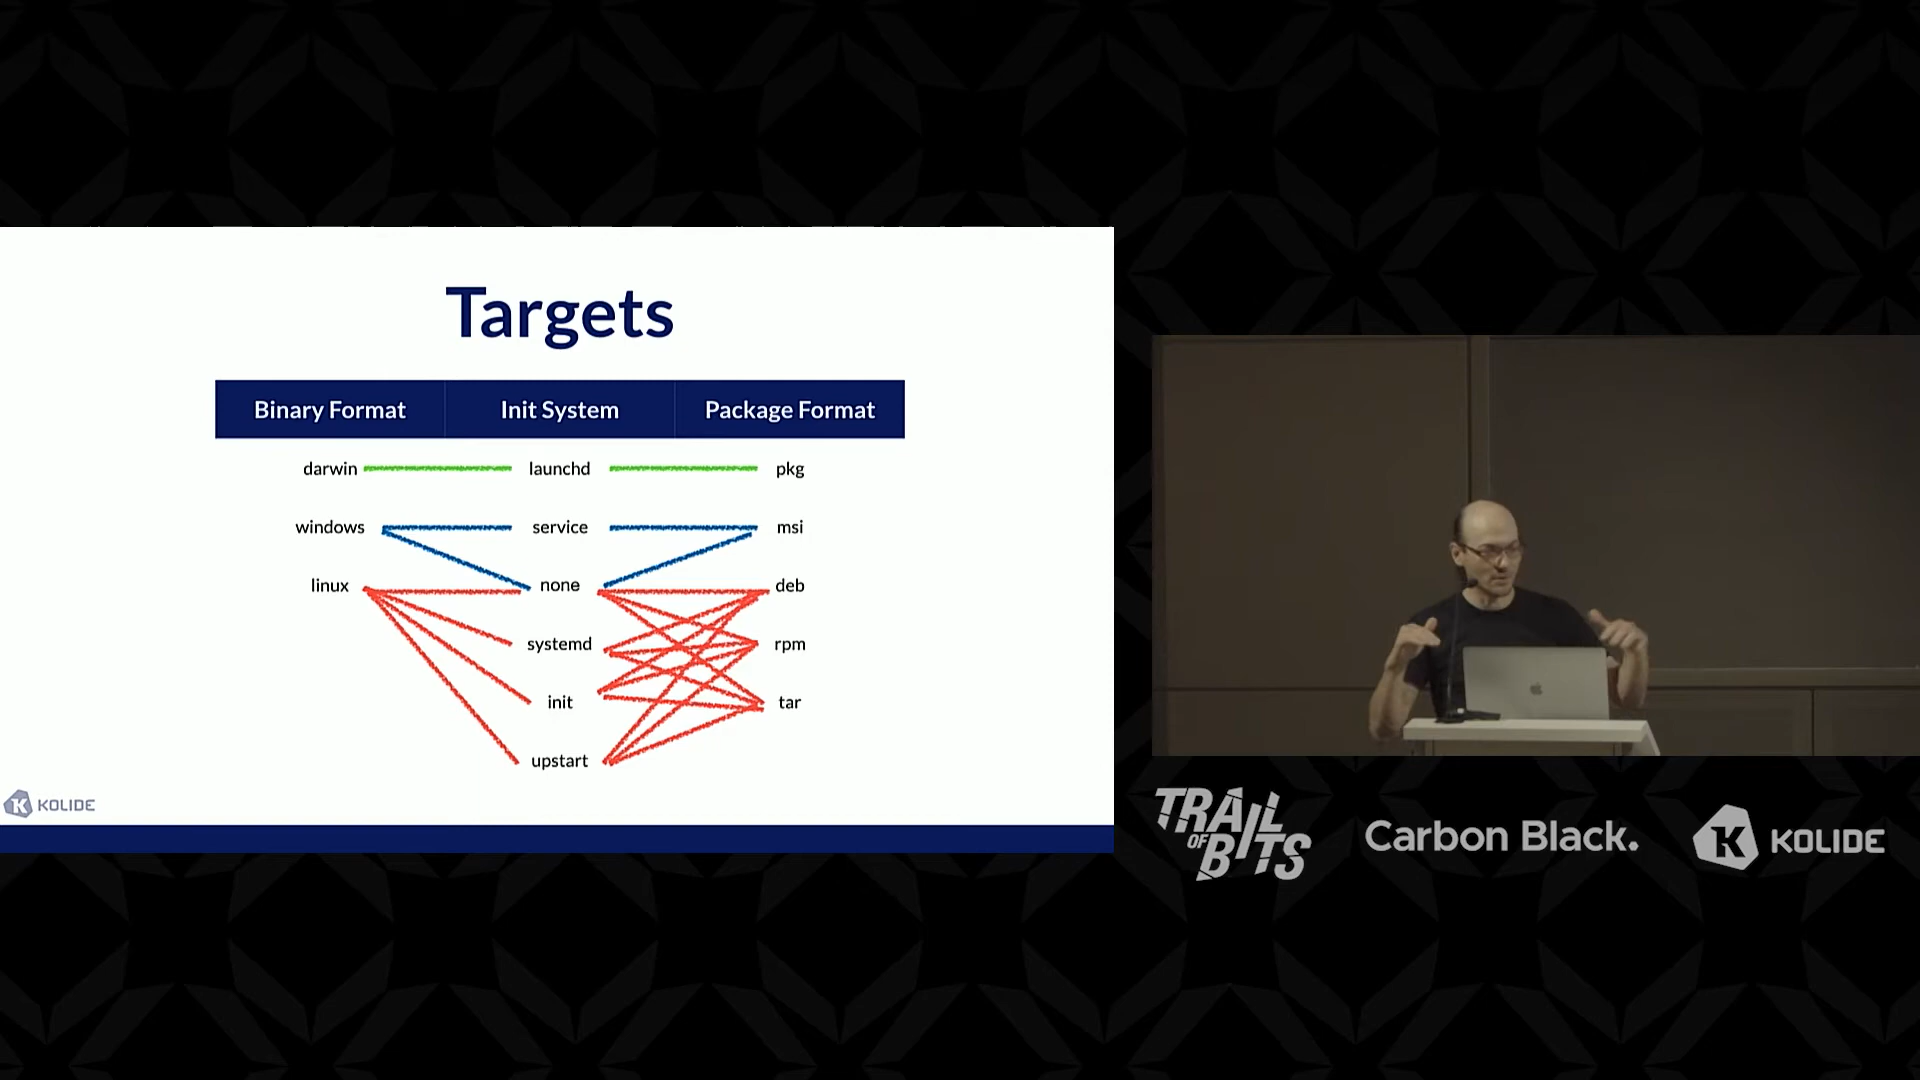 Targets
Binary Format Init System Package Format
darwin launchd pkg
windows service msi
linux none deb
systemd rpm
init tar
upstart
KOLIDE
TRAIL OF BITS
Carbon Black.
KOLIDE